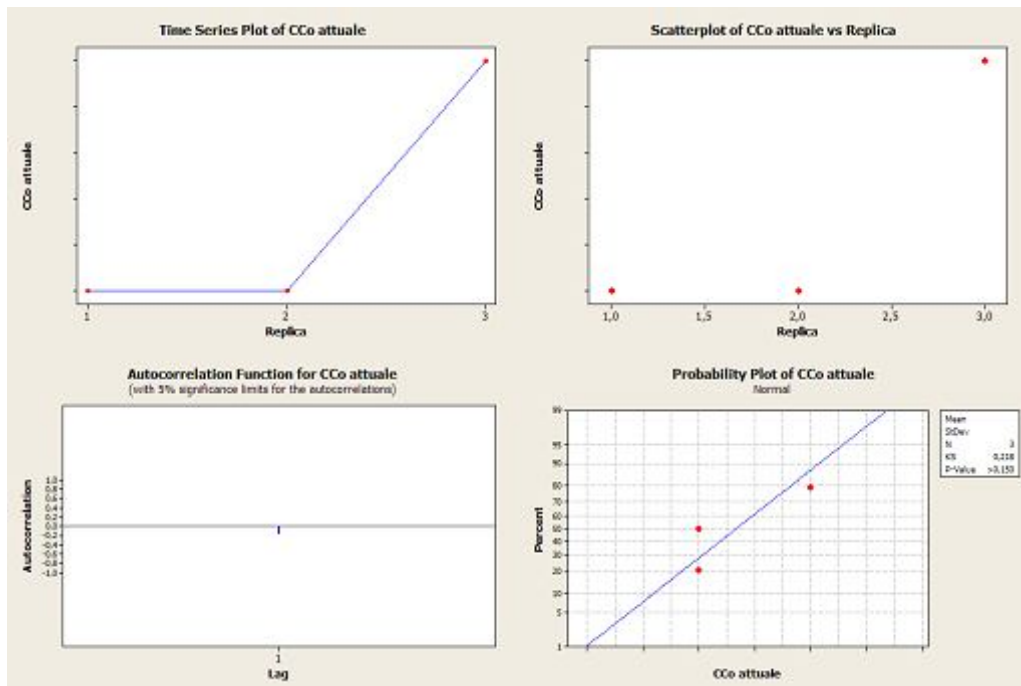 Time Series Plot of CCo attuale
CCo attuale
1 2 3
Replica
Scatterplot of CCo attuale vs Replica
CCo attuale
1,0 1,5 2,0 2,5 3,0
Replica
Autocorrelation Function for CCo attuale
(with 5% significance limits for the autocorrelations)
Autocorrelation
1,0
0,8
0,6
0,4
0,2
0,0
-0,2
-0,4
-0,6
-0,8
-1,0
1
Lag
Probability Plot of CCo attuale
Normal
Percent
99
95
90
80
70
60
50
40
30
20
10
5
1
CCo attuale
Mean
StDev
N 3
KS
P-Value >0,150